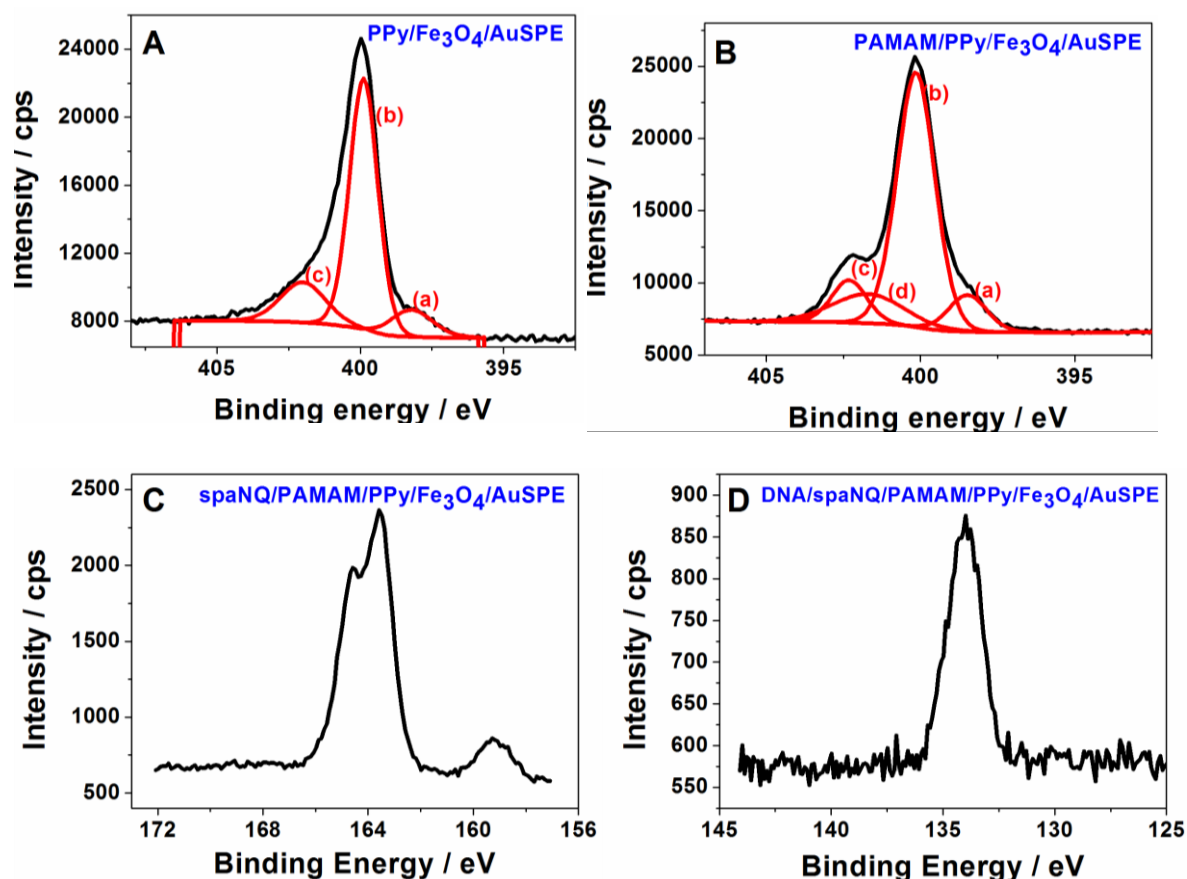 A
PPy/Fe3O4/AuSPE
24000
20000
16000
12000
8000
(b)
(c)
(a)
405
400
395
Intensity / cps
Binding energy / eV
B
PAMAM/PPy/Fe3O4/AuSPE
25000
20000
15000
10000
5000
b)
(c)
(d)
(a)
405
400
395
Intensity / cps
Binding energy / eV
C
spaNQ/PAMAM/PPy/Fe3O4/AuSPE
2500
2000
1500
1000
500
172
168
164
160
156
Intensity / cps
Binding Energy / eV
D
DNA/spaNQ/PAMAM/PPy/Fe3O4/AuSPE
900
850
800
750
700
650
600
550
145
140
135
130
125
Intensity / cps
Binding Energy / eV